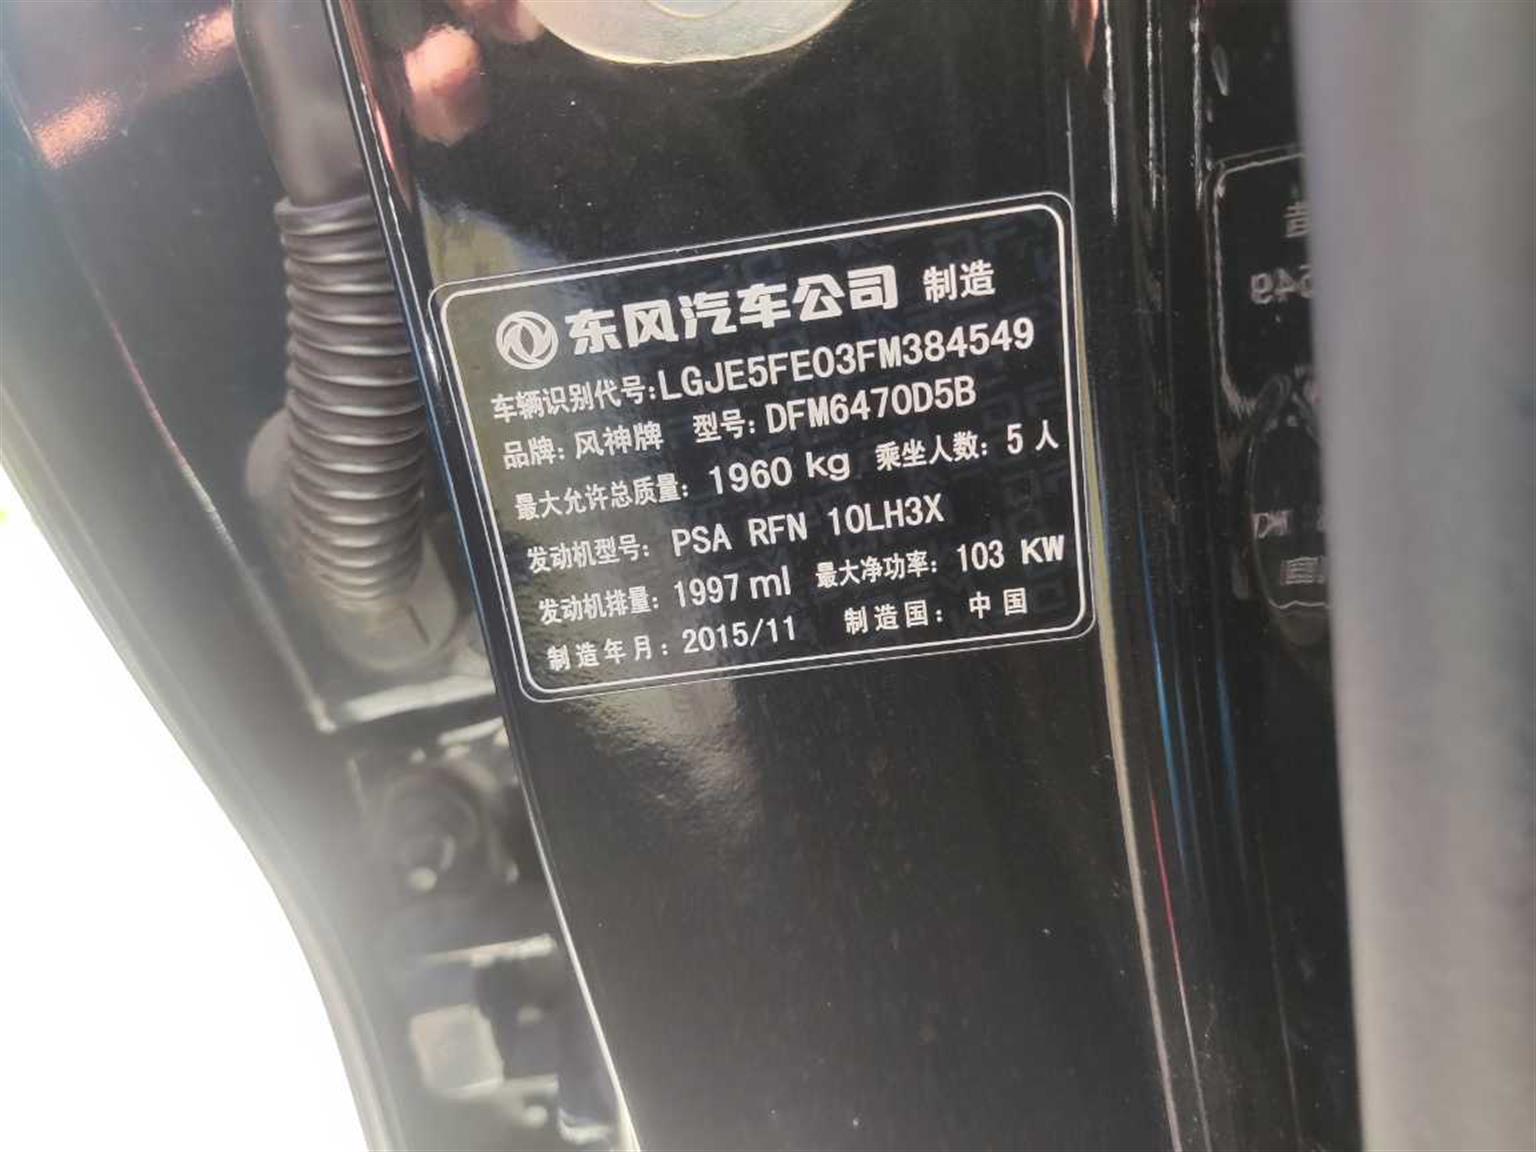 东风汽车公司 制造
车辆识别代号:LGJE5FE03FM384549
品牌: 风神牌 型号: DFM6470D5B
最大允许总质量: 1960 kg 乘坐人数: 5 人
发动机型号: PSA RFN 10LH3X
发动机排量: 1997 ml 最大净功率: 103 KW
制造年月: 2015/11 制造国: 中国